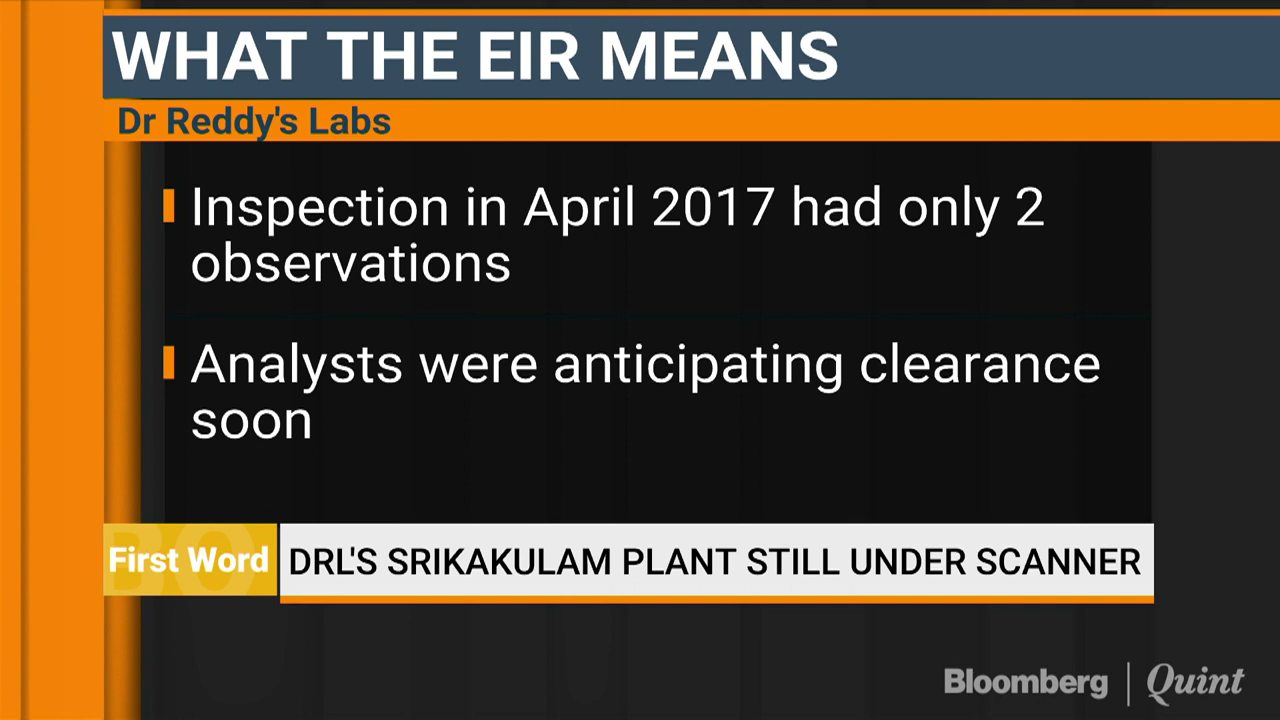 WHAT THE EIR MEANS
Dr Reddy's Labs
Inspection in April 2017 had only 2
observations
Analysts were anticipating clearance
soon
First Word
DRL'S SRIKAKULAM PLANT STILL UNDER SCANNER
Bloomberg | Quint